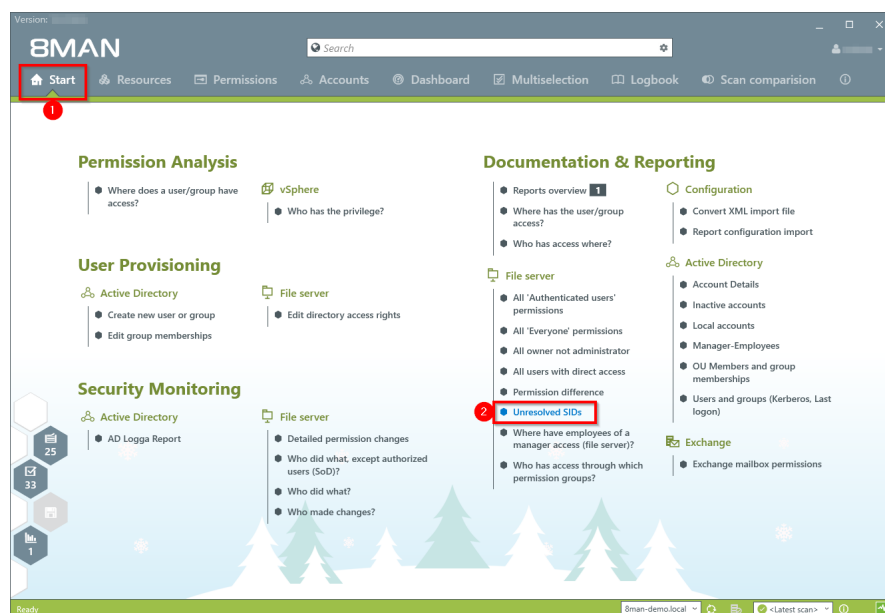 Version:
8MAN
Search
Start
Resources
Permissions
Accounts
Dashboard
Multiselection
Logbook
Scan comparision
1
Permission Analysis
Where does a user/group have
access?
vSphere
Who has the privilege?
User Provisioning
Active Directory
Create new user or group
Edit group memberships
File server
Edit directory access rights
Security Monitoring
Active Directory
AD Logga Report
File server
Detailed permission changes
Who did what, except authorized
users (SoD)?
Who did what?
Who made changes?
Documentation & Reporting
Reports overview 1
Where has the user/group
access?
Who has access where?
File server
All 'Authenticated users'
permissions
All 'Everyone' permissions
All owner not administrator
All users with direct access
Permission difference
2 Unresolved SIDs
Where have employees of a
manager access (file server)?
Who has access through which
permission groups?
Configuration
Convert XML import file
Report configuration import
Active Directory
Account Details
Inactive accounts
Local accounts
Manager-Employees
OU Members and group
memberships
Users and groups (Kerberos, Last
logon)
Exchange
Exchange mailbox permissions
25
33
1
Ready
8man-demo.local
<Latest scan>